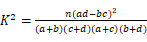 K² = n(ad−bc)² / (a+b)(c+d)(a+c)(b+d)